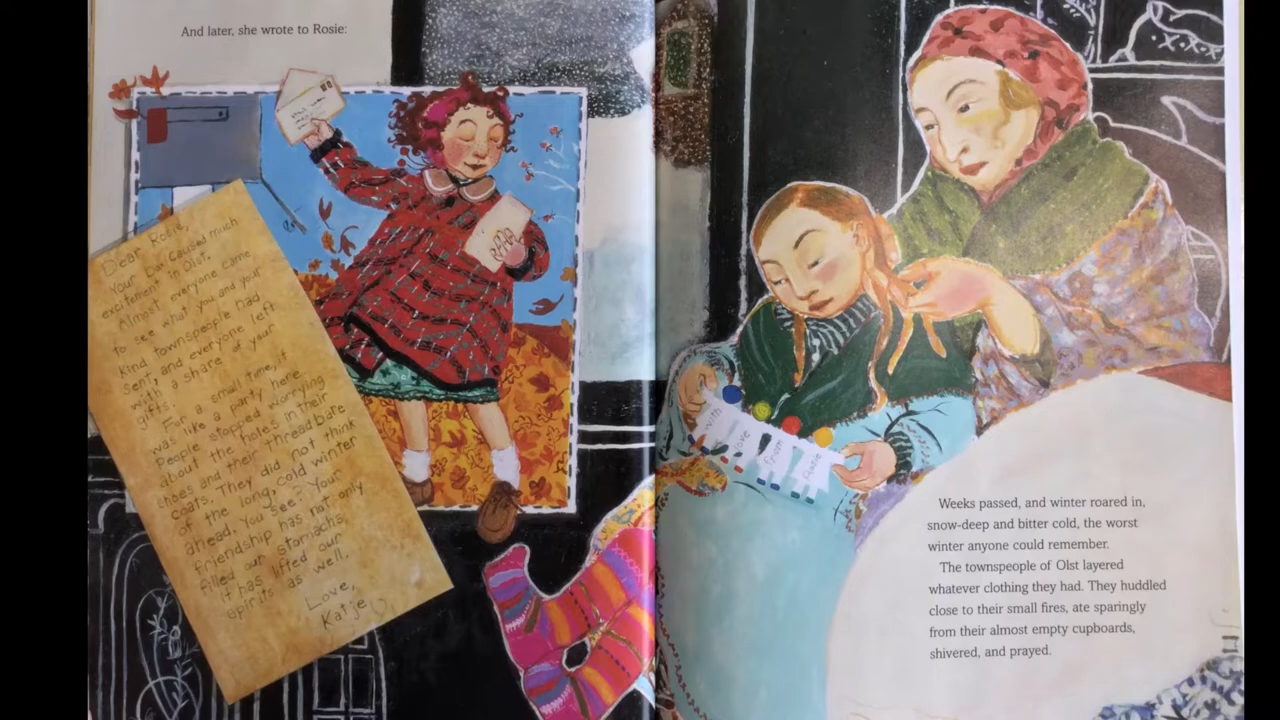 And later, she wrote to Rosie:
Dear Rosie,
Your box caused much
excitement in Olst.
Almost everyone came
to see what you and your
kind townspeople had
sent, and everyone left
with a share of your
gifts.
For a small time, it
was like a party here.
People stopped worrying
about the holes in their
shoes and their threadbare
coats. They did not think
of the long, cold winter
ahead. You see? Your
friendship has not only
filled our stomachs,
it has lifted our
spirits as well.
Love,
Katje
with
love
from
Rosie
Weeks passed, and winter roared in,
snow-deep and bitter cold, the worst
winter anyone could remember.
The townspeople of Olst layered
whatever clothing they had. They huddled
close to their small fires, ate sparingly
from their almost empty cupboards,
shivered, and prayed.